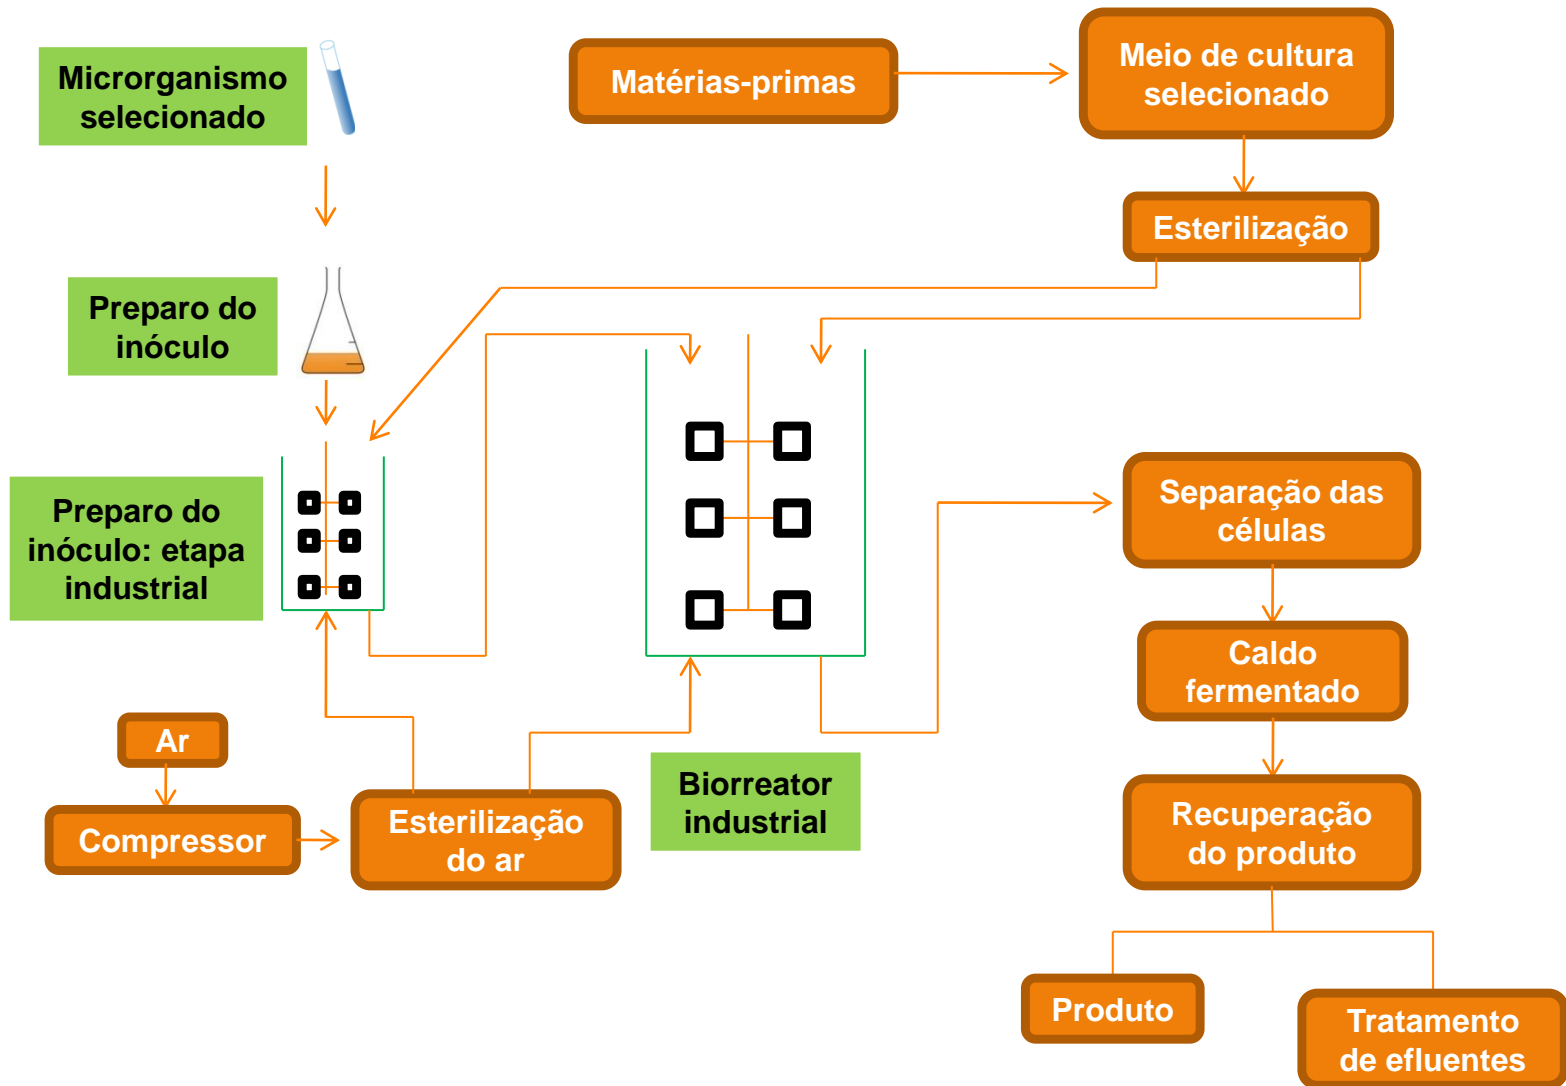 Microrganismo
selecionado
Matérias-primas
Meio de cultura
selecionado
Esterilização
Preparo do
inóculo
Preparo do
inóculo: etapa
industrial
Separação das
células
Caldo
fermentado
Ar
Compressor
Esterilização
do ar
Biorreator
industrial
Recuperação
do produto
Produto
Tratamento
de efluentes